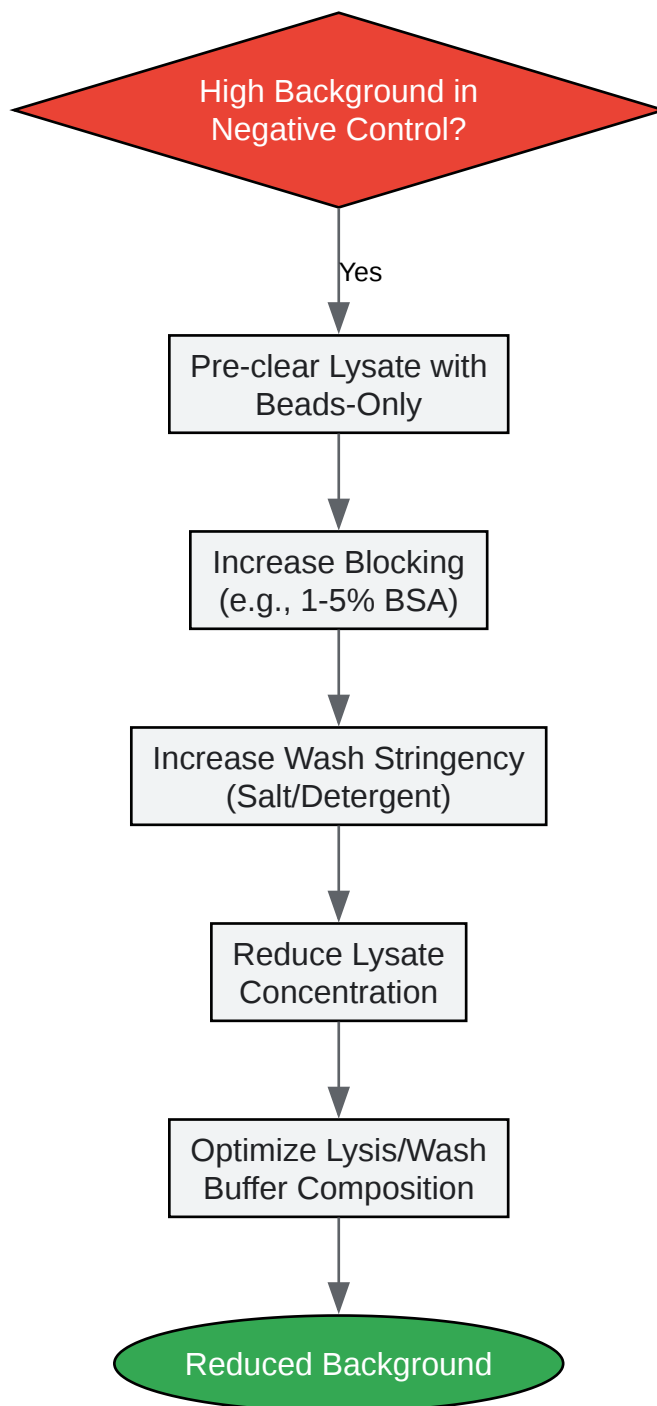 High Background in
Negative Control?
Yes
Pre-clear Lysate with
Beads-Only
Increase Blocking
(e.g., 1-5% BSA)
Increase Wash Stringency
(Salt/Detergent)
Reduce Lysate
Concentration
Optimize Lysis/Wash
Buffer Composition
Reduced Background